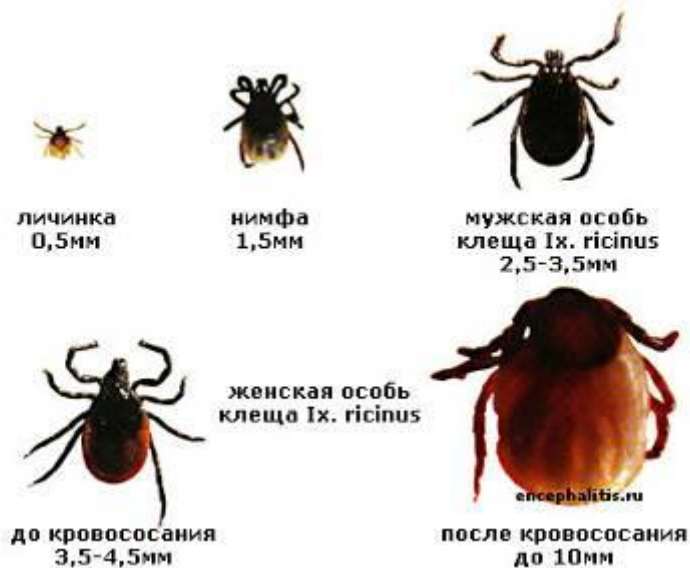 личинка
0,5мм
нимфа
1,5мм
мужская особь
клеща Ix. ricinus
2,5-3,5мм
женская особь
клеща Ix. ricinus
encephalitis.ru
до кровососания
3,5-4,5мм
после кровососания
до 10мм